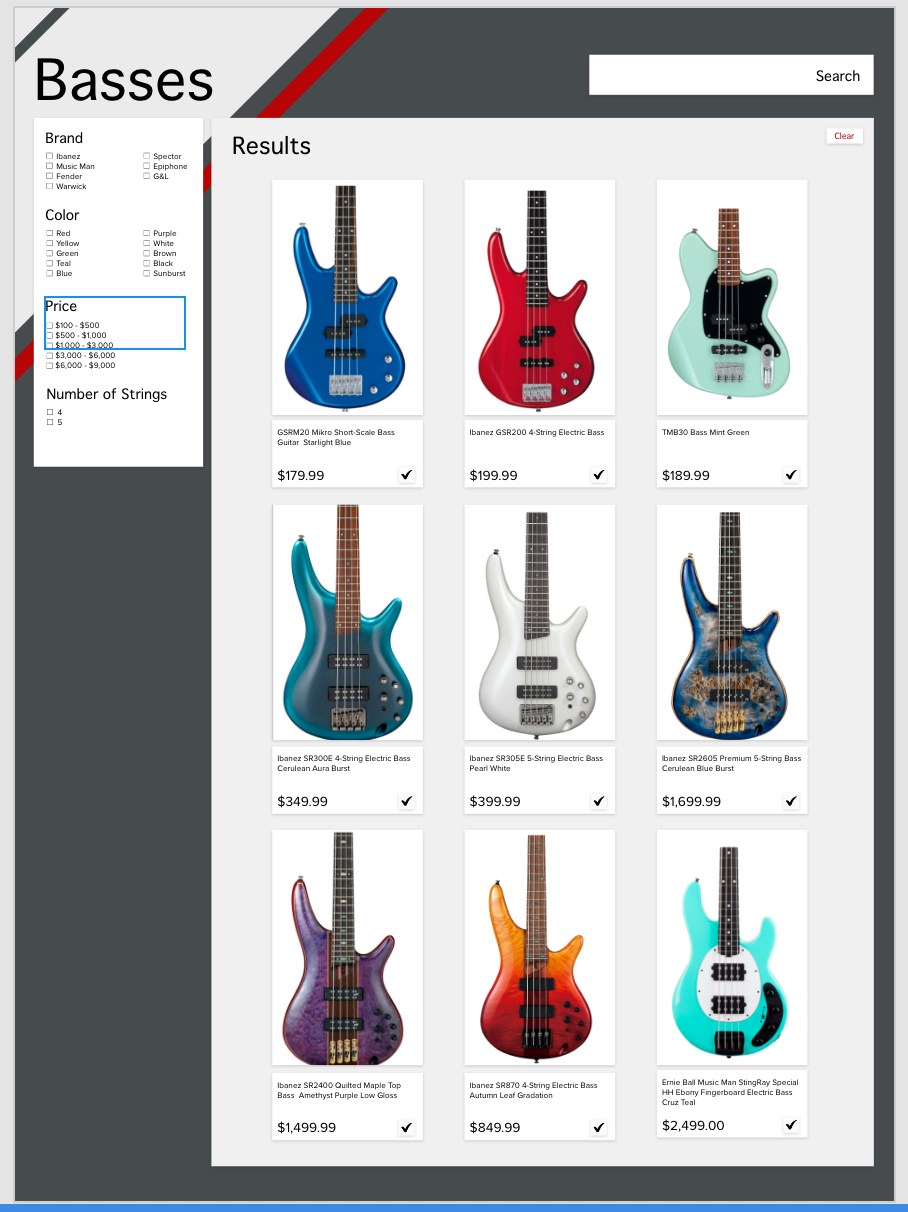 Basses
Search
Brand
Ibanez
Music Man
Fender
Warwick
Spector
Epiphone
G&L
Color
Red
Yellow
Green
Teal
Blue
Purple
White
Brown
Black
Sunburst
Price
$100 - $500
$500 - $1,000
$1,000 - $3,000
$3,000 - $6,000
$6,000 - $9,000
Number of Strings
4
5
Results
Clear
GSRM20 Mikro Short-Scale Bass
Guitar Starlight Blue
$179.99
Ibanez GSR200 4-String Electric Bass
$199.99
TMB30 Bass Mint Green
$189.99
Ibanez SR300E 4-String Electric Bass
Cerulean Aura Burst
$349.99
Ibanez SR305E 5-String Electric Bass
Pearl White
$399.99
Ibanez SR2605 Premium 5-String Bass
Cerulean Blue Burst
$1,699.99
Ibanez SR2400 Quilted Maple Top
Bass Amethyst Purple Low Gloss
$1,499.99
Ibanez SR870 4-String Electric Bass
Autumn Leaf Gradation
$849.99
Ernie Ball Music Man StingRay Special
HH Ebony Fingerboard Electric Bass
Cruz Teal
$2,499.00